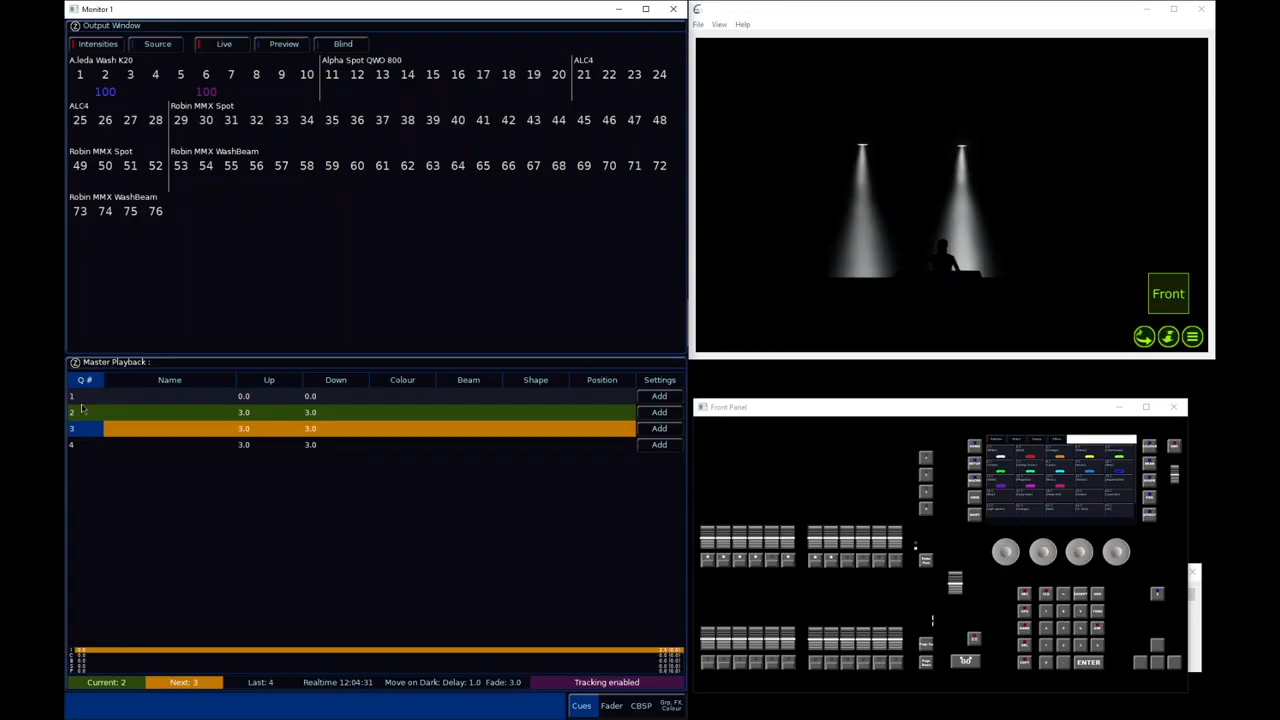 Monitor 1
Output Window
Intensities Source Live Preview Blind
A.leda Wash K20 Alpha Spot QWO 800 ALC4
1 2 3 4 5 6 7 8 9 10 11 12 13 14 15 16 17 18 19 20 21 22 23 24
100 100
ALC4 Robin MMX Spot
25 26 27 28 29 30 31 32 33 34 35 36 37 38 39 40 41 42 43 44 45 46 47 48
Robin MMX Spot Robin MMX WashBeam
49 50 51 52 53 54 55 56 57 58 59 60 61 62 63 64 65 66 67 68 69 70 71 72
Robin MMX WashBeam
73 74 75 76
Master Playback :
Q # Name Up Down Colour Beam Shape Position Settings
1 0.0 0.0 Add
2 3.0 3.0 Add
3 3.0 3.0 Add
4 3.0 3.0 Add
Current: 2 Next: 3 Last: 4 Realtime 12:04:31 Move on Dark: Delay: 1.0 Fade: 3.0 Tracking enabled
Cues Fader CBSP Grp, FX, Colour
File View Help
Front
Front Panel
GO
ENTER